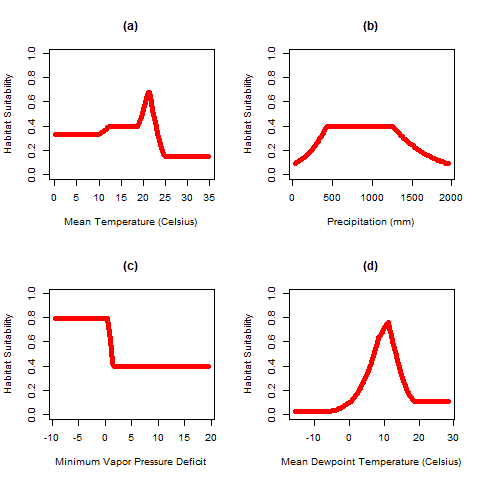 (a)
Habitat Suitability
0.0 0.2 0.4 0.6 0.8 1.0
0 5 10 15 20 25 30 35
Mean Temperature (Celsius)
(b)
Habitat Suitability
0.0 0.2 0.4 0.6 0.8 1.0
0 500 1000 1500 2000
Precipitation (mm)
(c)
Habitat Suitability
0.0 0.2 0.4 0.6 0.8 1.0
-10 -5 0 5 10 15 20
Minimum Vapor Pressure Deficit
(d)
Habitat Suitability
0.0 0.2 0.4 0.6 0.8 1.0
-10 0 10 20 30
Mean Dewpoint Temperature (Celsius)